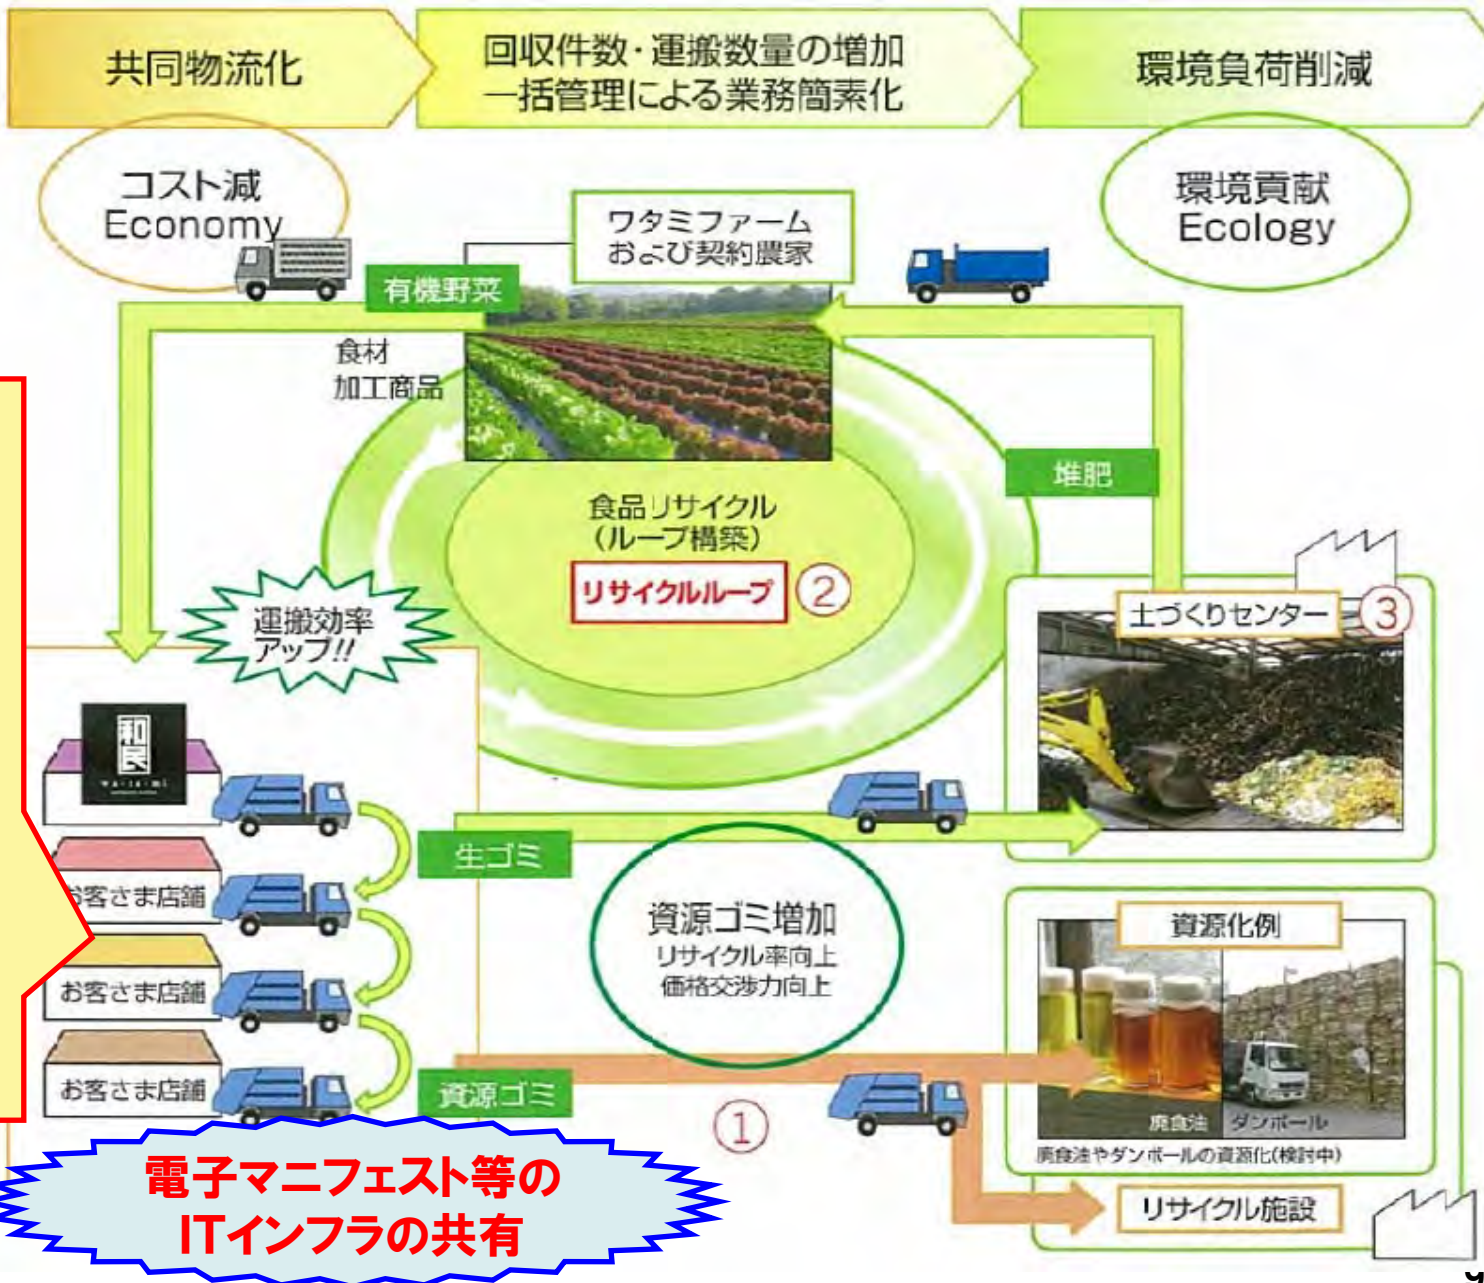 共同物流化
回収件数・運搬数量の増加
一括管理による業務簡素化
環境負荷削減
コスト減
Economy
環境貢献
Ecology
ワタミファーム
および契約農家
有機野菜
食材
加工商品
堆肥
食品リサイクル
(ループ構築)
リサイクルループ
②
運搬効率
アップ!!
土づくりセンター
③
和民
wa-ta-mi
お客さま店舗
お客さま店舗
お客さま店舗
生ゴミ
資源ゴミ増加
リサイクル率向上
価格交渉力向上
資源ゴミ
①
資源化例
廃食油
ダンボール
廃食油やダンボールの資源化(検討中)
リサイクル施設
電子マニフェスト等の
ITインフラの共有